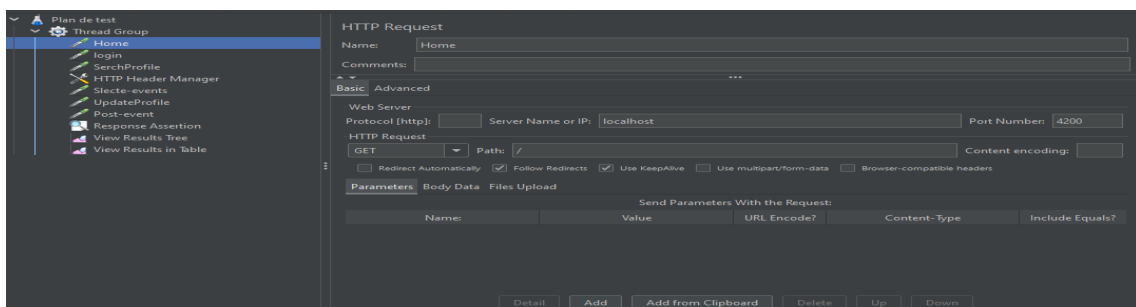 Plan de test
Thread Group
Home
login
SerchProfile
HTTP Header Manager
Slecte-events
UpdateProfile
Post-event
Response Assertion
View Results Tree
View Results in Table
HTTP Request
Name: Home
Comments:
Basic Advanced
Web Server
Protocol [http]: Server Name or IP: localhost Port Number: 4200
HTTP Request
GET Path: / Content encoding:
Redirect Automatically Follow Redirects Use KeepAlive Use multipart/form-data Browser-compatible headers
Parameters Body Data Files Upload
Send Parameters With the Request:
Name: Value URL Encode? Content-Type Include Equals?
Detail Add Add from Clipboard Delete Up Down